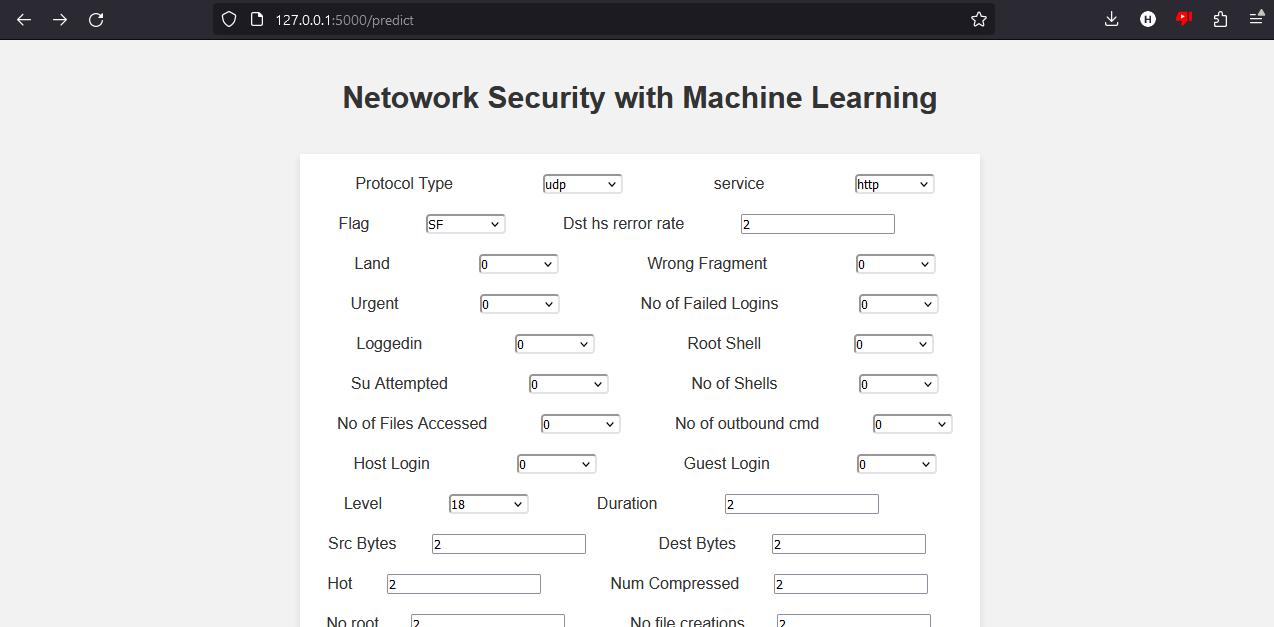 127.0.0.1:5000/predict
H
Netowork Security with Machine Learning
Protocol Type udp service http
Flag SF Dst hs rerror rate 2
Land 0 Wrong Fragment 0
Urgent 0 No of Failed Logins 0
Loggedin 0 Root Shell 0
Su Attempted 0 No of Shells 0
No of Files Accessed 0 No of outbound cmd 0
Host Login 0 Guest Login 0
Level 18 Duration 2
Src Bytes 2 Dest Bytes 2
Hot 2 Num Compressed 2
No root 2 No file creations 2